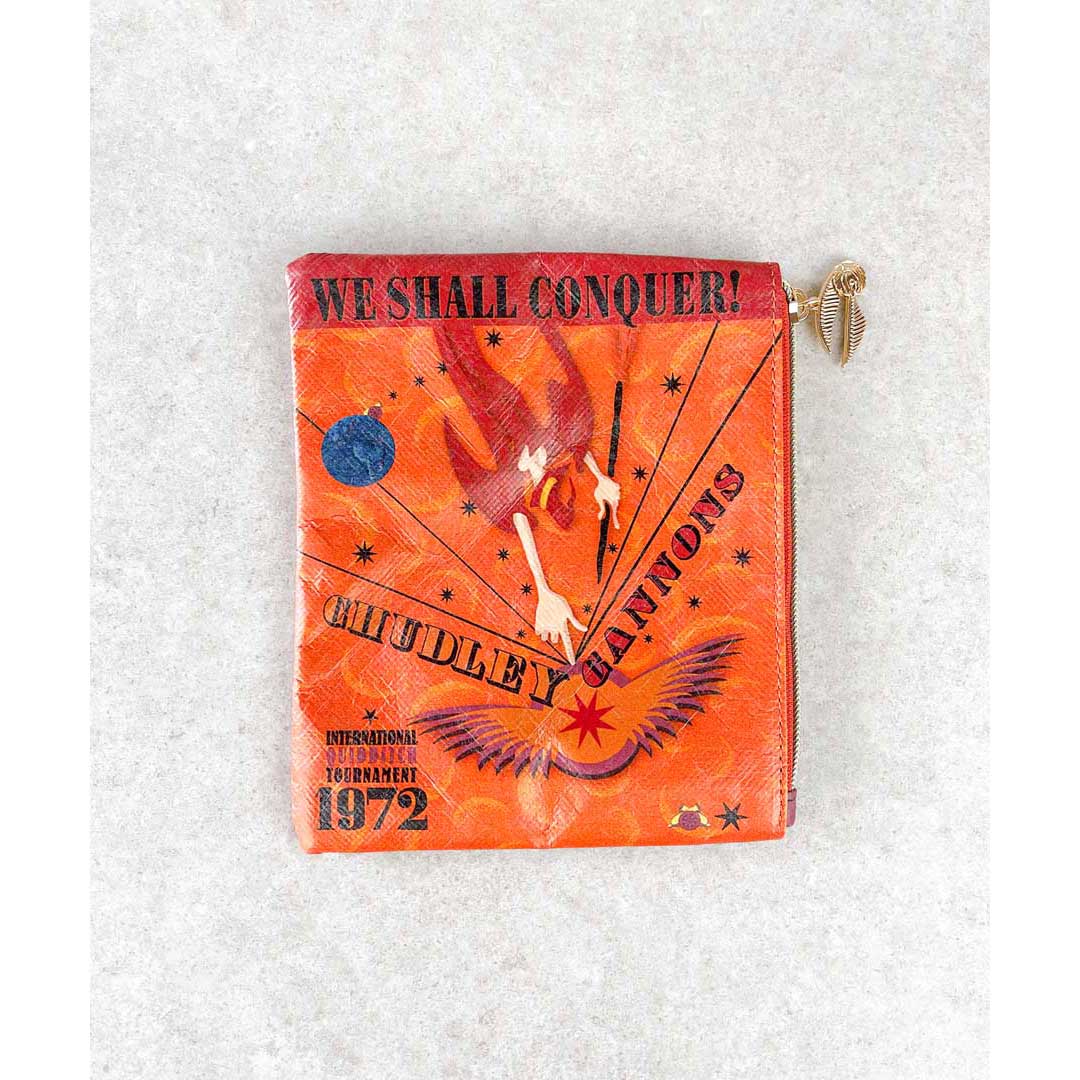 WE SHALL CONQUER!
CHUDLEY CANNONS
INTERNATIONAL
QUIDDITCH
TOURNAMENT
1972